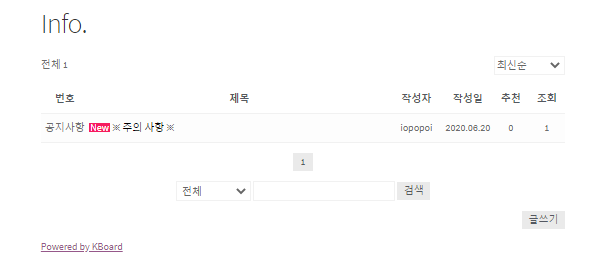 Info.
전체 1 최신순
번호 제목 작성자 작성일 추천 조회
공지사항 New ※ 주의 사항 ※ iopopoi 2020.06.20 0 1
1
전체 검색
글쓰기
Powered by KBoard